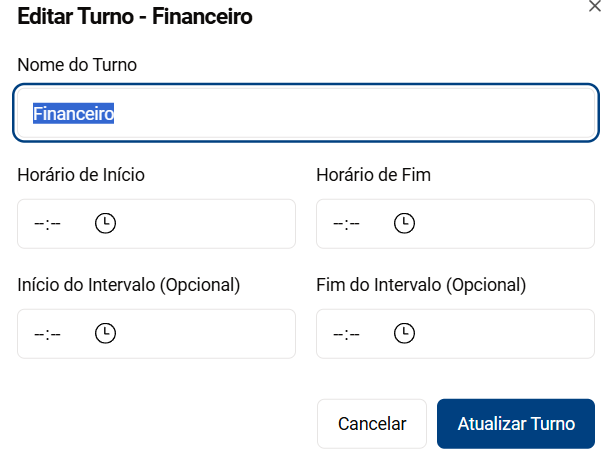 Editar Turno - Financeiro
Nome do Turno
Financeiro
Horário de Início
Horário de Fim
--:--
--:--
Início do Intervalo (Opcional)
Fim do Intervalo (Opcional)
--:--
--:--
Cancelar
Atualizar Turno